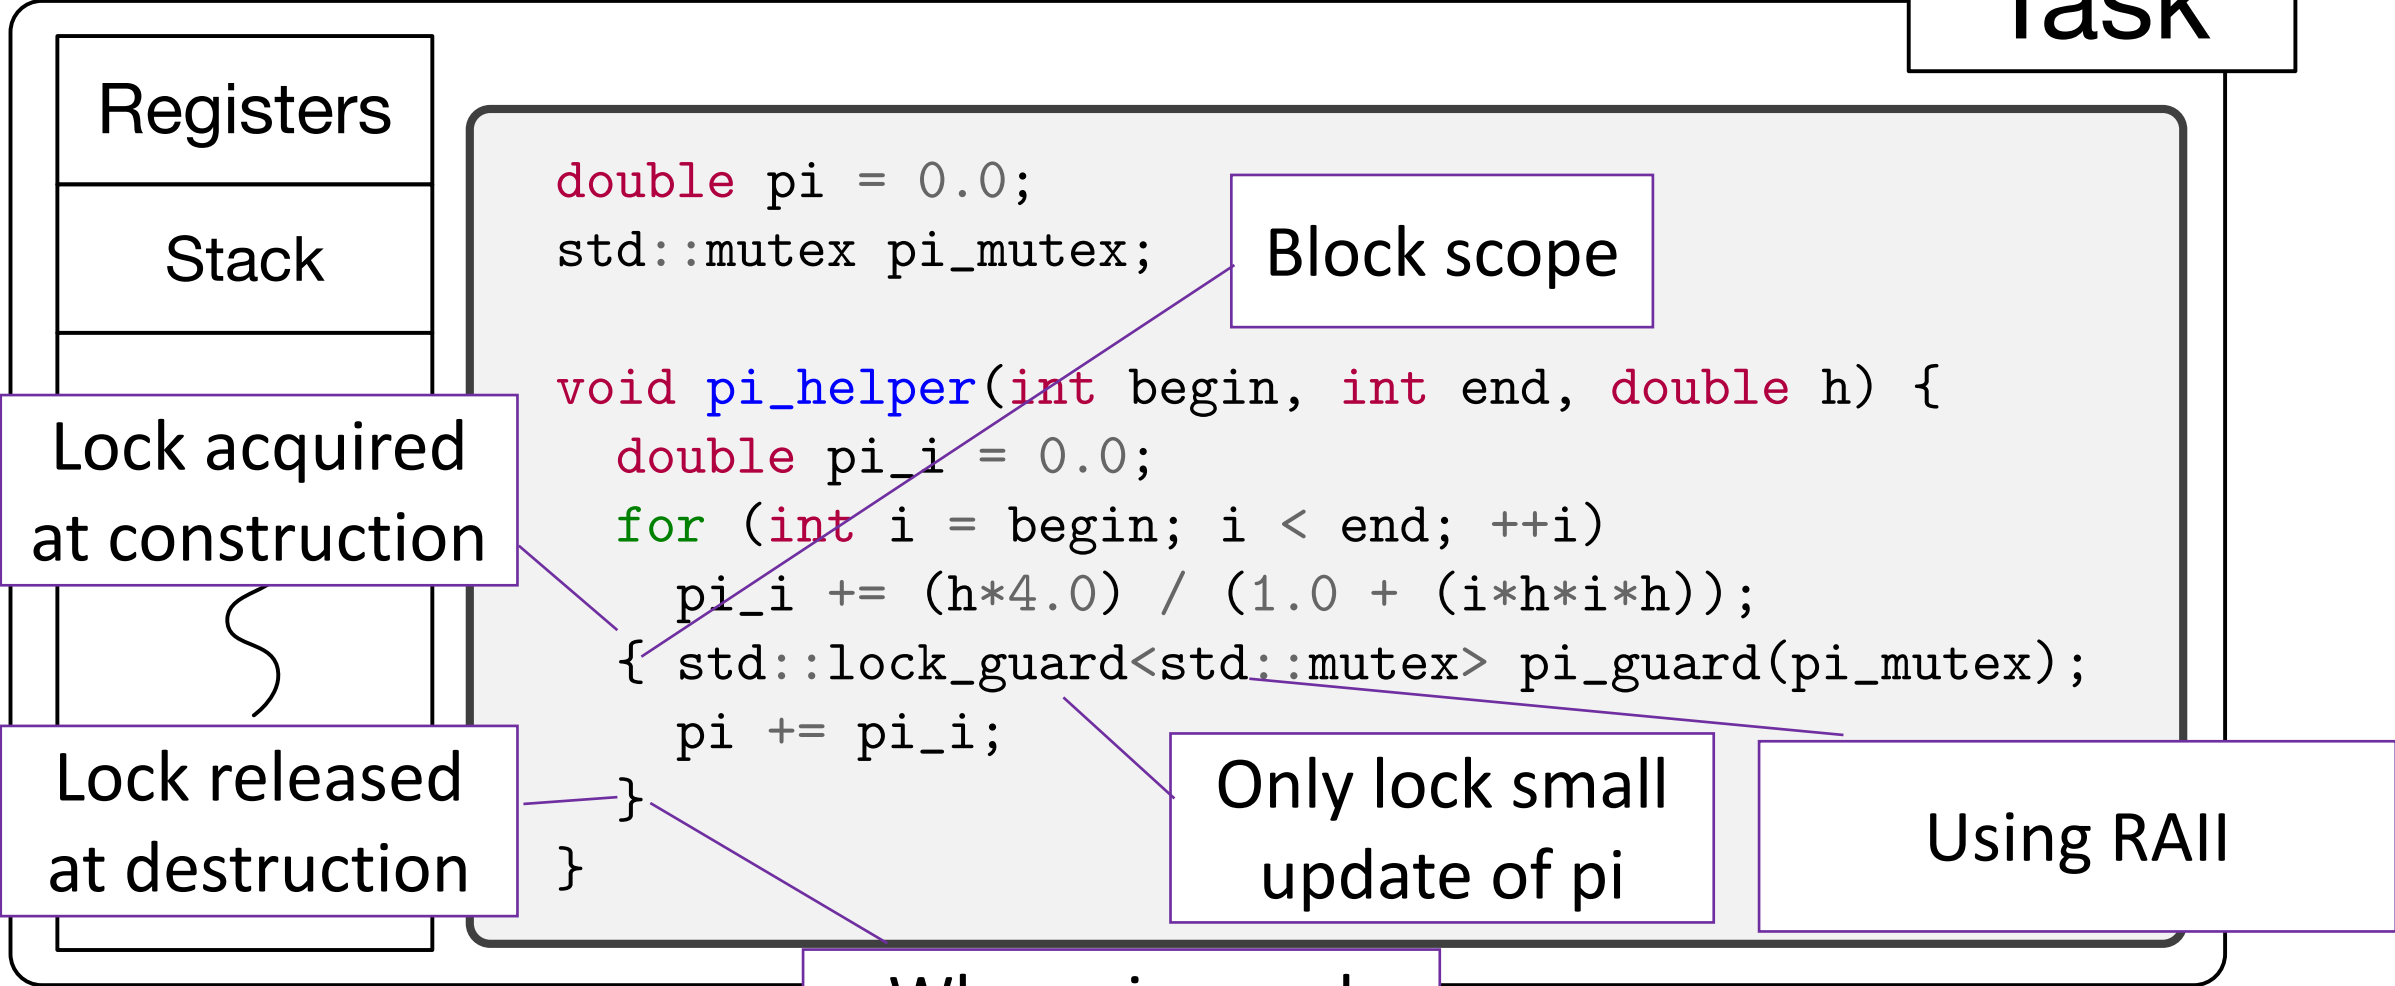 Task
Registers
Stack
double pi = 0.0;
std::mutex pi_mutex;
Block scope
void pi_helper(int begin, int end, double h) {
double pi_i = 0.0;
for (int i = begin; i < end; ++i)
pi_i += (h*4.0) / (1.0 + (i*h*i*h));
{ std::lock_guard<std::mutex> pi_guard(pi_mutex);
pi += pi_i;
}
}
Lock acquired
at construction
Lock released
at destruction
Only lock small
update of pi
Using RAII